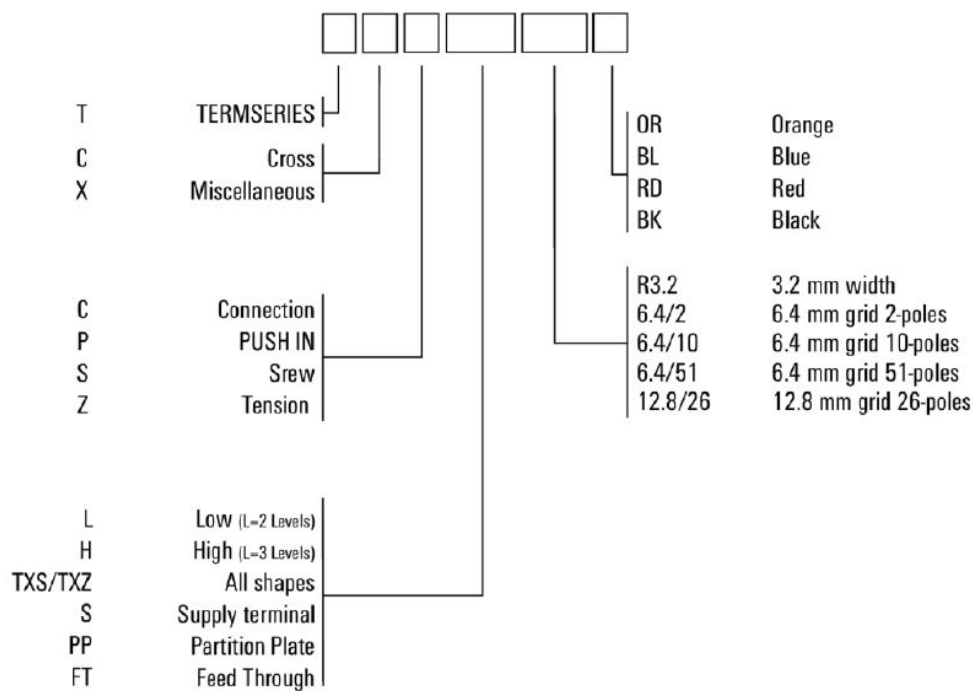 T TERMSERIES
C Cross
X Miscellaneous
C Connection
P PUSH IN
S Srew
Z Tension
L Low (L=2 Levels)
H High (L=3 Levels)
TXS/TXZ All shapes
S Supply terminal
PP Partition Plate
FT Feed Through
OR Orange
BL Blue
RD Red
BK Black
R3.2 3.2 mm width
6.4/2 6.4 mm grid 2-poles
6.4/10 6.4 mm grid 10-poles
6.4/51 6.4 mm grid 51-poles
12.8/26 12.8 mm grid 26-poles